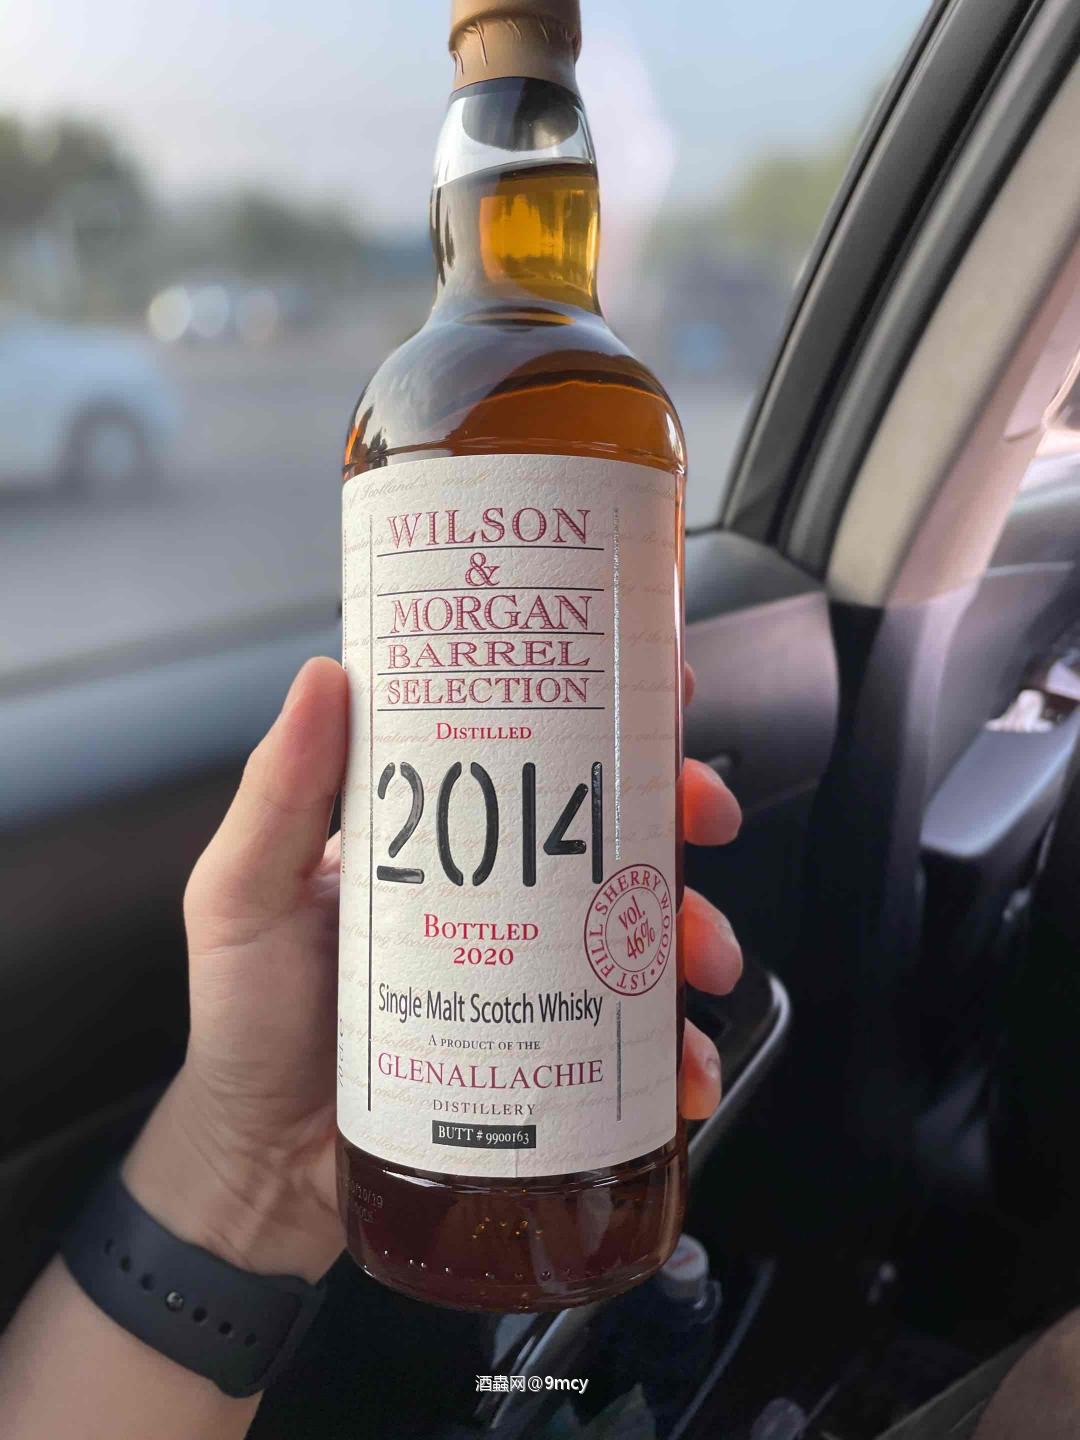 WILSON
&
MORGAN
BARREL
SELECTION
DISTILLED
2014
BOTTLED
2020
1ST FILL SHERRY WOOD •
vol.
46%
Single Malt Scotch Whisky
A PRODUCT OF THE
GLENALLACHIE
DISTILLERY
BUTT # 9900163
酒蟲网@9mcy